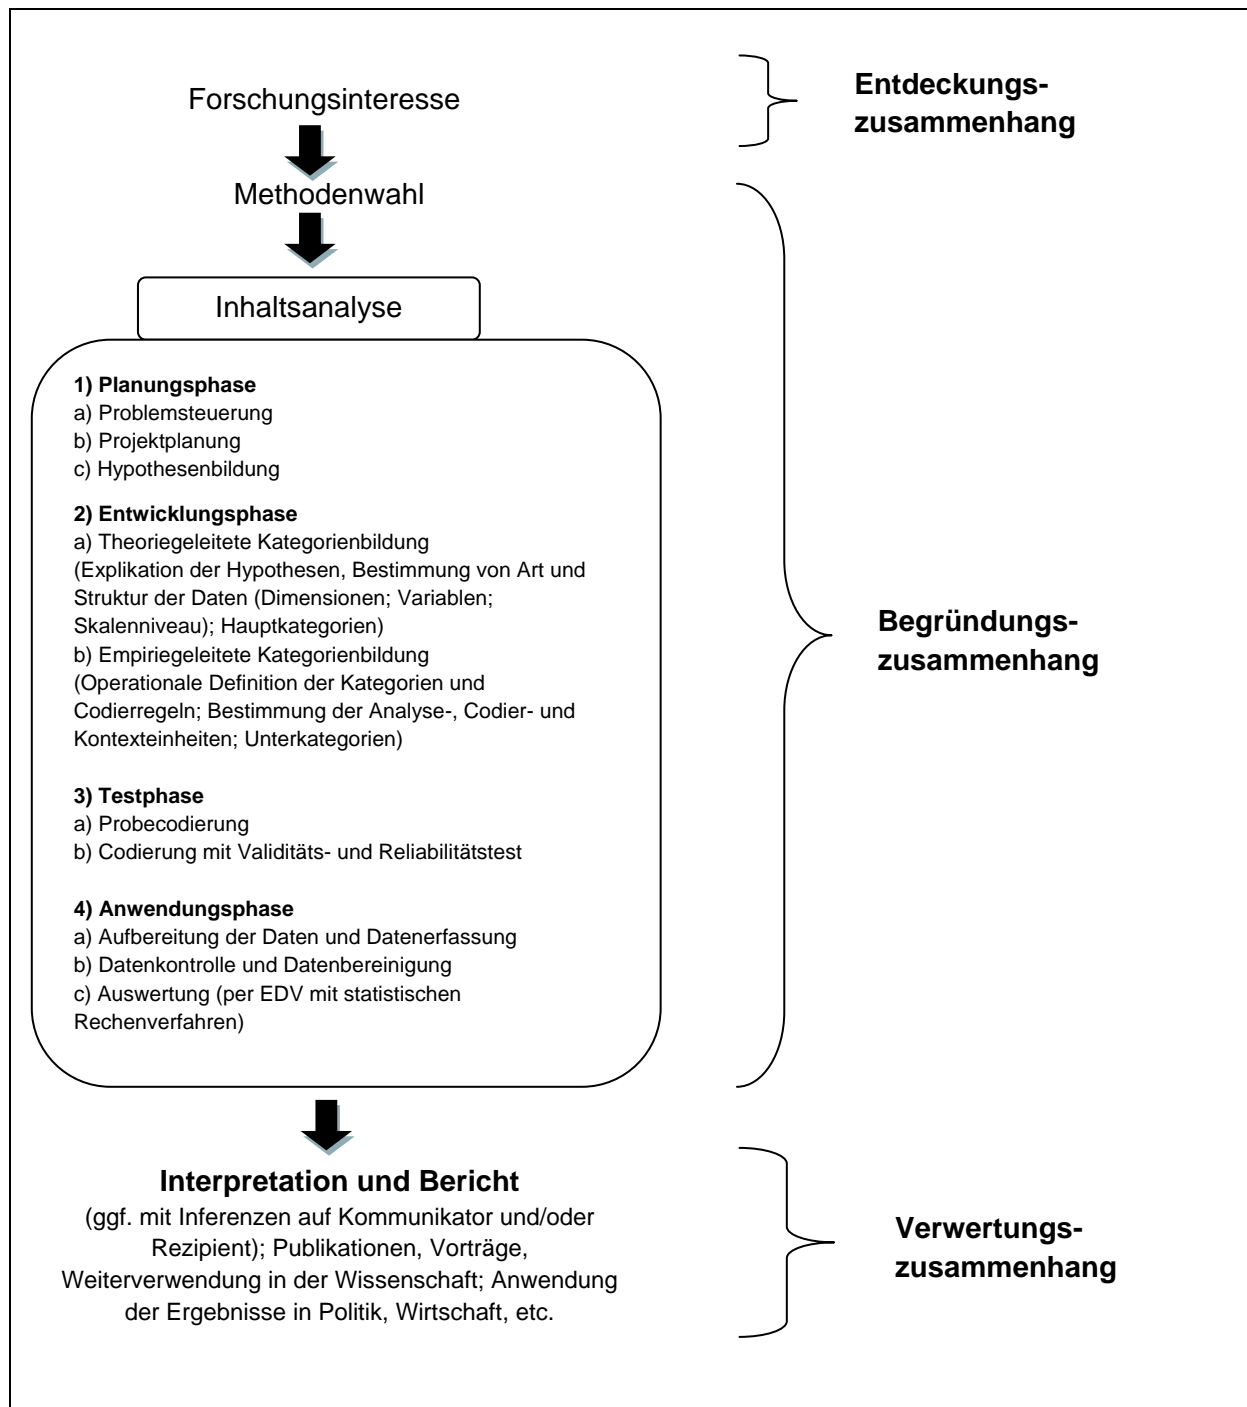 Forschungsinteresse
Entdeckungs-
zusammenhang
Methodenwahl
Inhaltsanalyse
1) Planungsphase
a) Problemsteuerung
b) Projektplanung
c) Hypothesenbildung
2) Entwicklungsphase
a) Theoriegeleitete Kategorienbildung
(Explikation der Hypothesen, Bestimmung von Art und
Struktur der Daten (Dimensionen; Variablen;
Skalenniveau); Hauptkategorien)
b) Empiriegeleitete Kategorienbildung
(Operationale Definition der Kategorien und
Codierregeln; Bestimmung der Analyse-, Codier- und
Kontexteinheiten; Unterkategorien)
3) Testphase
a) Probecodierung
b) Codierung mit Validitäts- und Reliabilitätstest
4) Anwendungsphase
a) Aufbereitung der Daten und Datenerfassung
b) Datenkontrolle und Datenbereinigung
c) Auswertung (per EDV mit statistischen
Rechenverfahren)
Begründungs-
zusammenhang
Interpretation und Bericht
(ggf. mit Inferenzen auf Kommunikator und/oder
Rezipient); Publikationen, Vorträge,
Weiterverwendung in der Wissenschaft; Anwendung
der Ergebnisse in Politik, Wirtschaft, etc.
Verwertungs-
zusammenhang